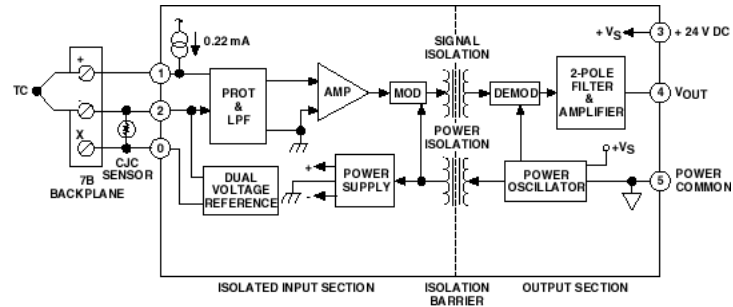 TC
+
-
X
7B
BACKPLANE
CJC
SENSOR
1
2
0
0.22 mA
PROT
&
LPF
AMP
MOD
DUAL
VOLTAGE
REFERENCE
+
-
POWER
SUPPLY
SIGNAL
ISOLATION
POWER
ISOLATION
DEMOD
2-POLE
FILTER
&
AMPLIFIER
POWER
OSCILLATOR
+VS
+ VS
3
+ 24 V DC
4
VOUT
5
POWER
COMMON
ISOLATED INPUT SECTION
ISOLATION
BARRIER
OUTPUT SECTION